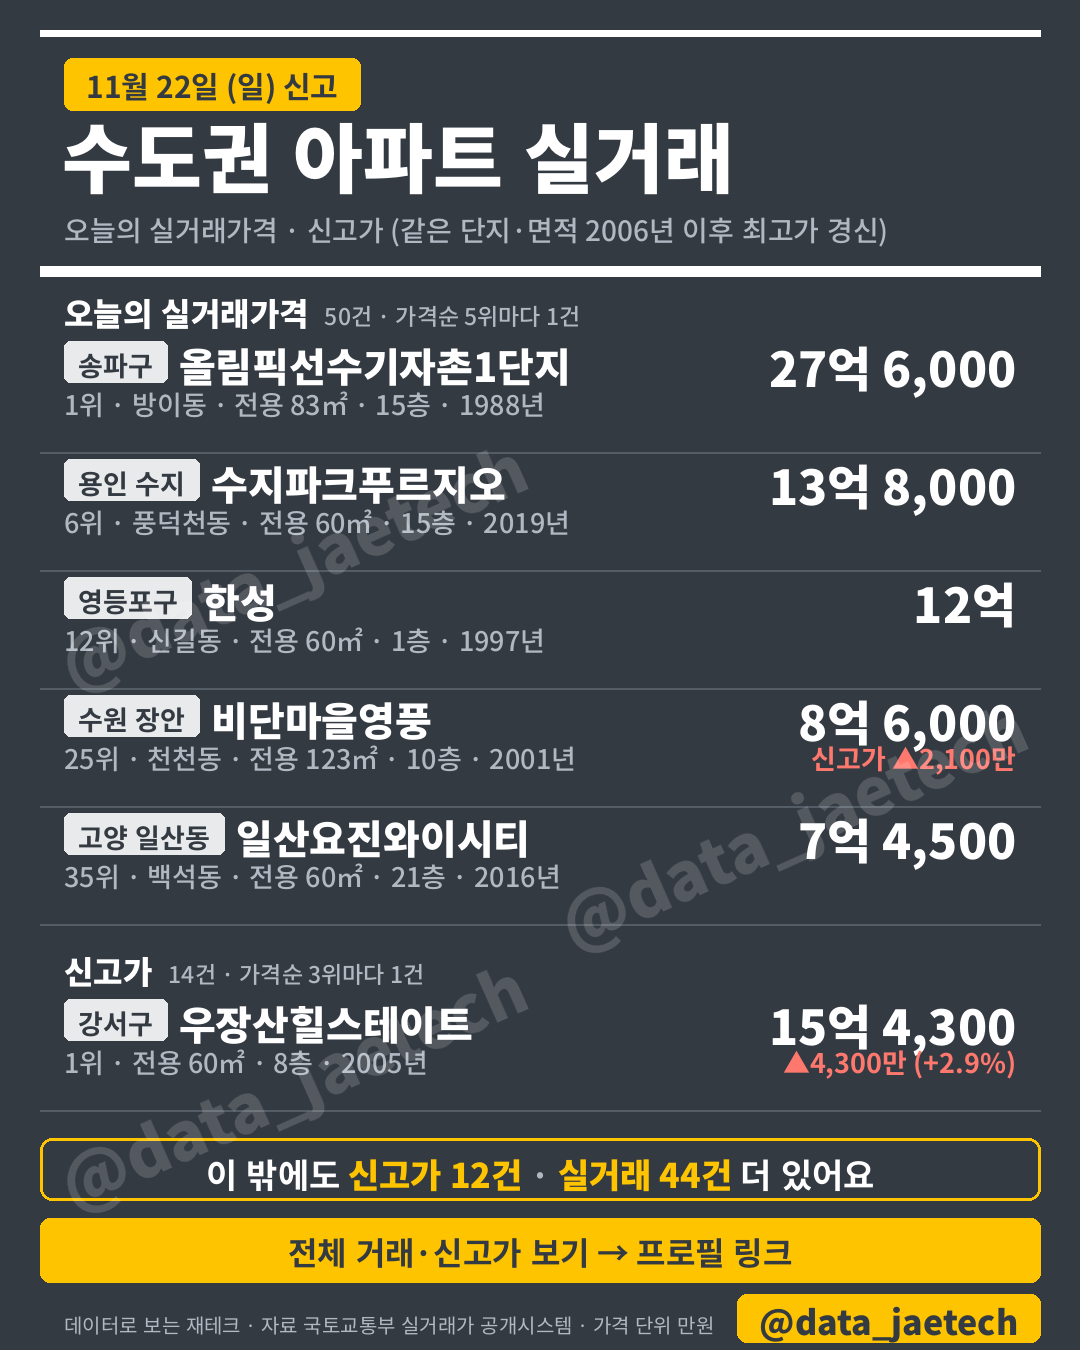 11월 22일 (일) 신고
수도권 아파트 실거래
오늘의 실거래가격 · 신고가 (같은 단지·면적 2006년 이후 최고가 경신)
오늘의 실거래가격 50건 · 가격순 5위마다 1건
송파구 올림픽선수기자촌1단지 27억 6,000
1위 · 방이동 · 전용 83㎡ · 15층 · 1988년
용인 수지 수지파크푸르지오 13억 8,000
6위 · 풍덕천동 · 전용 60㎡ · 15층 · 2019년
영등포구 한성 12억
12위 · 신길동 · 전용 60㎡ · 1층 · 1997년
수원 장안 비단마을영풍 8억 6,000
25위 · 천천동 · 전용 123㎡ · 10층 · 2001년 신고가 ▲2,100만
고양 일산동 일산요진와이시티 7억 4,500
35위 · 백석동 · 전용 60㎡ · 21층 · 2016년
신고가 14건 · 가격순 3위마다 1건
강서구 우장산힐스테이트 15억 4,300
1위 · 전용 60㎡ · 8층 · 2005년 ▲4,300만 (+2.9%)
이 밖에도 신고가 12건 · 실거래 44건 더 있어요
전체 거래·신고가 보기 → 프로필 링크
데이터로 보는 재테크 · 자료 국토교통부 실거래가 공개시스템 · 가격 단위 만원 @data_jaetech
@data_jaetech
@data_jaetech
@data_jaetech